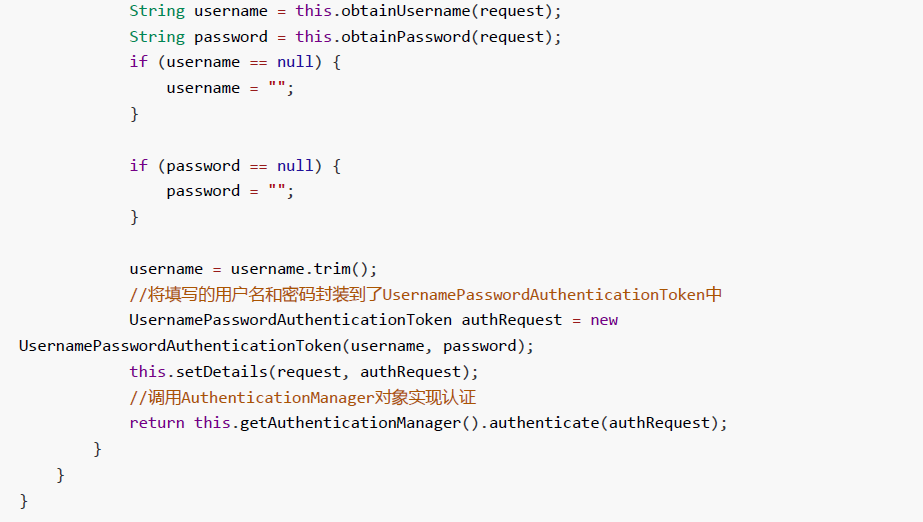 String username = this.obtainUsername(request);
String password = this.obtainPassword(request);
if (username == null) {
username = "";
}
if (password == null) {
password = "";
}
username = username.trim();
//将填写的用户名和密码封装到了UsernamePasswordAuthenticationToken中
UsernamePasswordAuthenticationToken authRequest = new
UsernamePasswordAuthenticationToken(username, password);
this.setDetails(request, authRequest);
//调用AuthenticationManager对象实现认证
return this.getAuthenticationManager().authenticate(authRequest);
}
}
}